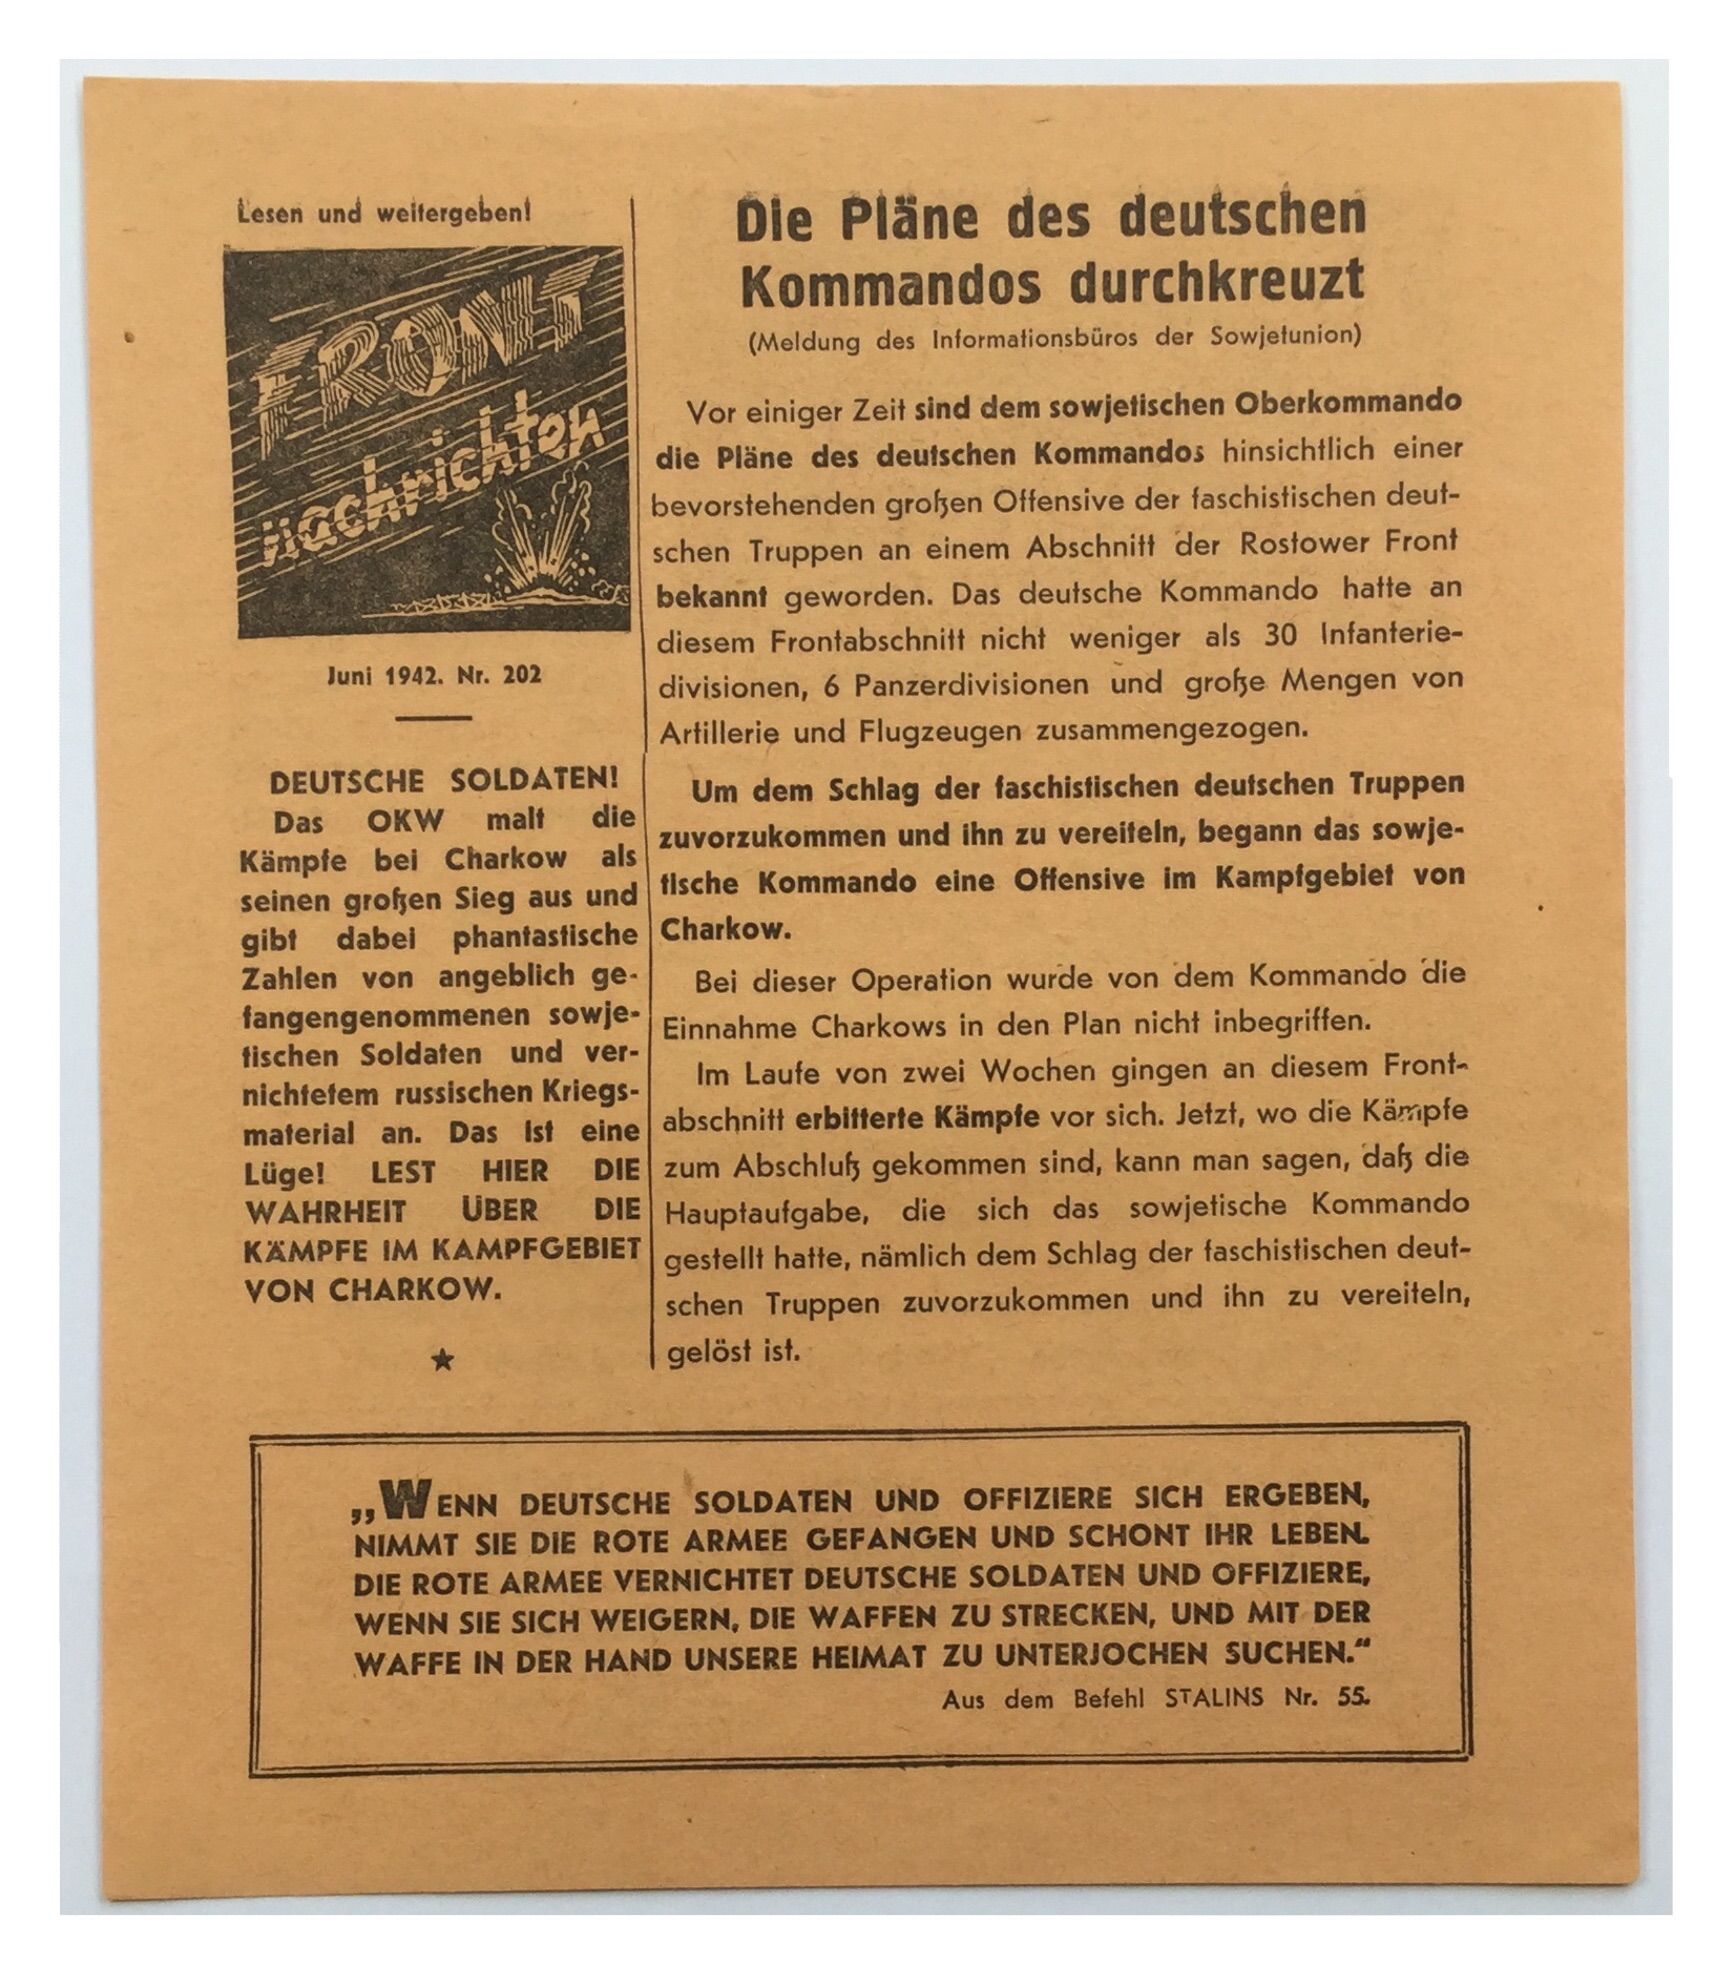 Lesen und weitergeben!
FRONT
nachrichten
Juni 1942. Nr. 202
DEUTSCHE SOLDATEN!
Das OKW malt die
Kämpfe bei Charkow als
seinen großen Sieg aus und
gibt dabei phantastische
Zahlen von angeblich ge-
fangengenommenen sowje-
tischen Soldaten und ver-
nichtetem russischen Kriegs-
material an. Das ist eine
Lüge! LEST HIER DIE
WAHRHEIT ÜBER DIE
KÄMPFE IM KAMPFGEBIET
VON CHARKOW.
★
Die Pläne des deutschen
Kommandos durchkreuzt
(Meldung des Informationsbüros der Sowjetunion)
Vor einiger Zeit sind dem sowjetischen Oberkommando
die Pläne des deutschen Kommandos hinsichtlich einer
bevorstehenden großen Offensive der faschistischen deut-
schen Truppen an einem Abschnitt der Rostower Front
bekannt geworden. Das deutsche Kommando hatte an
diesem Frontabschnitt nicht weniger als 30 Infanterie-
divisionen, 6 Panzerdivisionen und große Mengen von
Artillerie und Flugzeugen zusammengezogen.
Um dem Schlag der faschistischen deutschen Truppen
zuvorzukommen und ihn zu vereiteln, begann das sowje-
tische Kommando eine Offensive im Kampfgebiet von
Charkow.
Bei dieser Operation wurde von dem Kommando die
Einnahme Charkows in den Plan nicht inbegriffen.
Im Laufe von zwei Wochen gingen an diesem Front-
abschnitt erbitterte Kämpfe vor sich. Jetzt, wo die Kämpfe
zum Abschluß gekommen sind, kann man sagen, daß die
Hauptaufgabe, die sich das sowjetische Kommando
gestellt hatte, nämlich dem Schlag der faschistischen deut-
schen Truppen zuvorzukommen und ihn zu vereiteln,
gelöst ist.
„WENN DEUTSCHE SOLDATEN UND OFFIZIERE SICH ERGEBEN,
NIMMT SIE DIE ROTE ARMEE GEFANGEN UND SCHONT IHR LEBEN.
DIE ROTE ARMEE VERNICHTET DEUTSCHE SOLDATEN UND OFFIZIERE,
WENN SIE SICH WEIGERN, DIE WAFFEN ZU STRECKEN, UND MIT DER
WAFFE IN DER HAND UNSERE HEIMAT ZU UNTERJOCHEN SUCHEN.“
Aus dem Befehl STALINS Nr. 55.